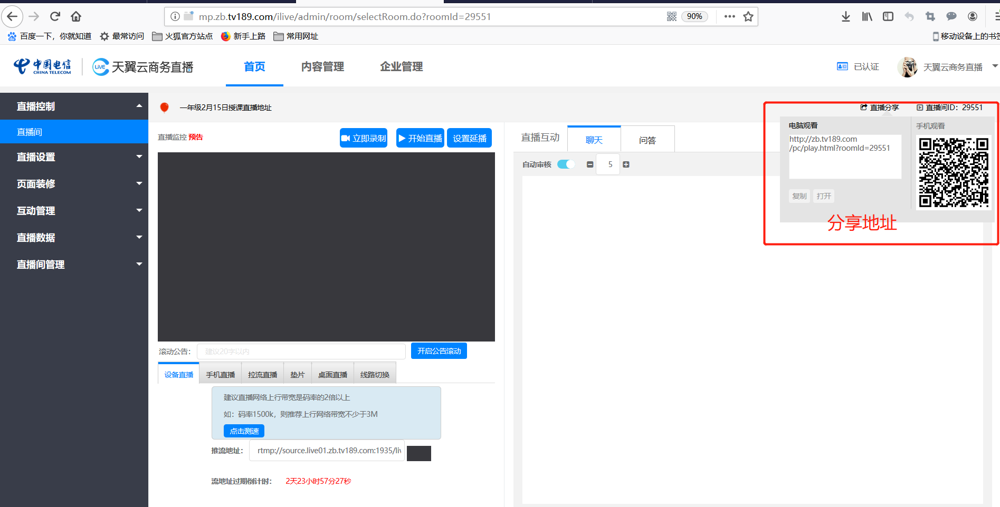 mp.zb.tv189.com/ilive/admin/room/selectRoom.do?roomId=29551
90%
百度一下，你就知道
最常访问
火狐官方站点
新手上路
常用网址
移动设备上的书签
中国电信
CHINA TELECOM
LIVE
天翼云商务直播
首页
内容管理
企业管理
已认证
天翼云商务直播
直播控制
直播间
直播设置
页面装修
互动管理
直播数据
直播间管理
一年级2月15日授课直播地址
直播分享
直播间ID：29551
直播监控 预告
立即录制
开始直播
设置延播
滚动公告：
建议20字以内
开启公告滚动
设备直播
手机直播
拉流直播
垫片
桌面直播
线路切换
建议直播网络上行带宽是码率的2倍以上
如：码率1500k，则推荐上行网络带宽不少于3M
点击测速
推流地址：
rtmp://source.live01.zb.tv189.com:1935/liv
流地址过期倒计时：
2天23小时57分27秒
直播互动
聊天
问答
自动审核
5
电脑观看
http://zb.tv189.com
/pc/play.html?roomId=29551
复制
打开
手机观看
分享地址